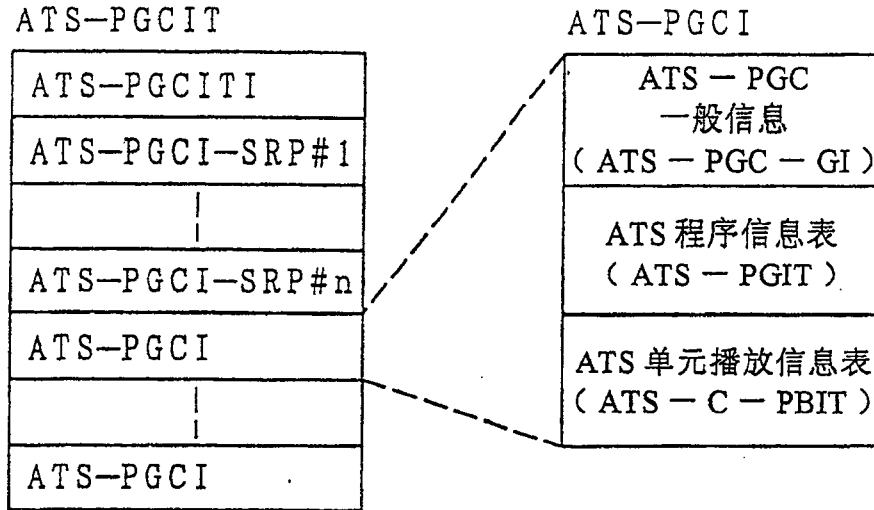 ATS-PGCIT
ATS-PGCITI
ATS-PGCI-SRP#1
ATS-PGCI-SRP#n
ATS-PGCI
ATS-PGCI
ATS-PGCI
ATS － PGC
一般信息
（ ATS － PGC － GI ）
ATS 程序信息表
（ ATS － PGIT ）
ATS 单元播放信息表
（ ATS － C － PBIT ）